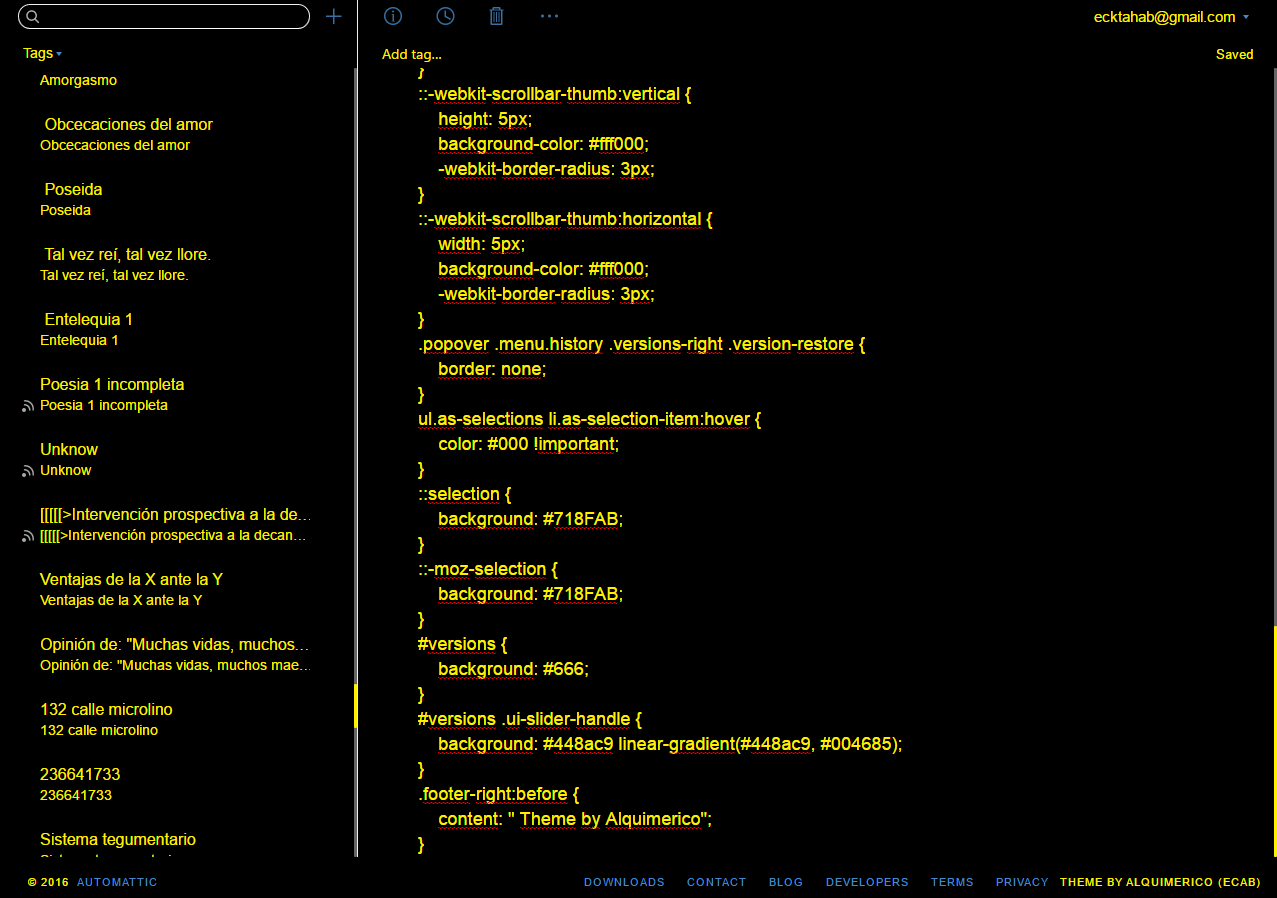 ecktahab@gmail.com
Tags
Add tag...
Saved
Amorgasmo
Obcecaciones del amor
Obcecaciones del amor
Poseida
Poseida
Tal vez reí, tal vez llore.
Tal vez reí, tal vez llore.
Entelequia 1
Entelequia 1
Poesia 1 incompleta
Poesia 1 incompleta
Unknow
Unknow
[[[[[>Intervención prospectiva a la de...
[[[[[>Intervención prospectiva a la decan...
Ventajas de la X ante la Y
Ventajas de la X ante la Y
Opinión de: "Muchas vidas, muchos...
Opinión de: "Muchas vidas, muchos mae...
132 calle microlino
132 calle microlino
236641733
236641733
Sistema tegumentario
}
::-webkit-scrollbar-thumb:vertical {
height: 5px;
background-color: #fff000;
-webkit-border-radius: 3px;
}
::-webkit-scrollbar-thumb:horizontal {
width: 5px;
background-color: #fff000;
-webkit-border-radius: 3px;
}
.popover .menu.history .versions-right .version-restore {
border: none;
}
ul.as-selections li.as-selection-item:hover {
color: #000 !important;
}
::selection {
background: #718FAB;
}
::-moz-selection {
background: #718FAB;
}
#versions {
background: #666;
}
#versions .ui-slider-handle {
background: #448ac9 linear-gradient(#448ac9, #004685);
}
.footer-right:before {
content: " Theme by Alquimerico";
}
© 2016 AUTOMATTIC
DOWNLOADS CONTACT BLOG DEVELOPERS TERMS PRIVACY THEME BY ALQUIMERICO (ECAB)